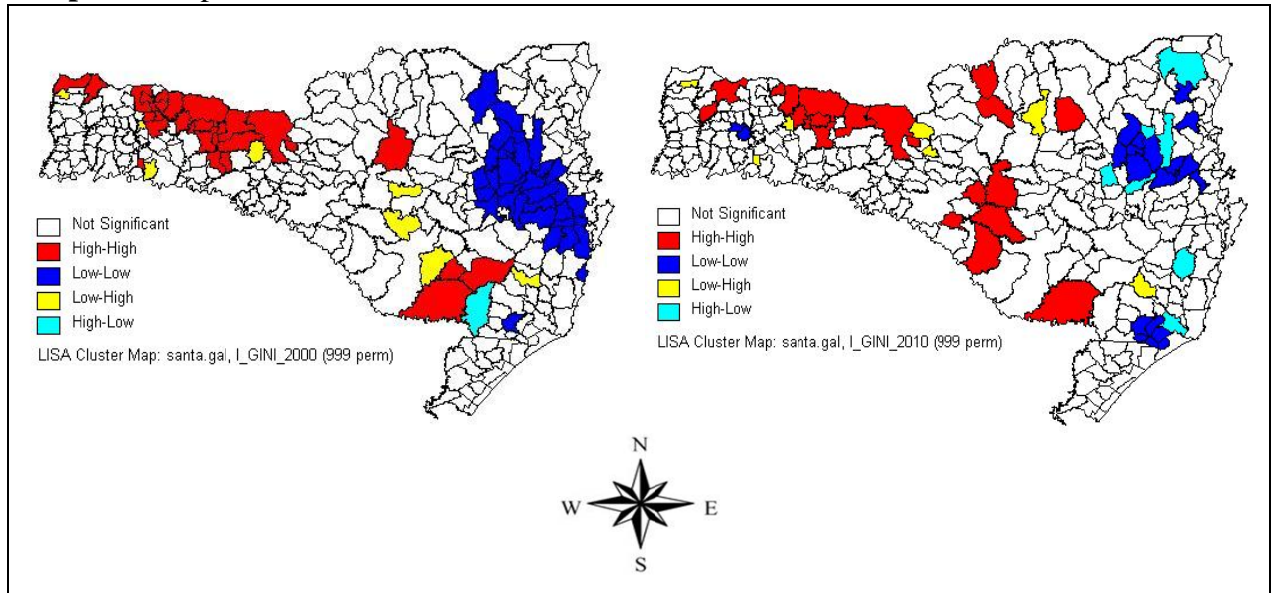 Not Significant
High-High
Low-Low
Low-High
High-Low
LISA Cluster Map: santa.gal, I_GINI_2000 (999 perm)
Not Significant
High-High
Low-Low
Low-High
High-Low
LISA Cluster Map: santa.gal, I_GINI_2010 (999 perm)
N
W E
S